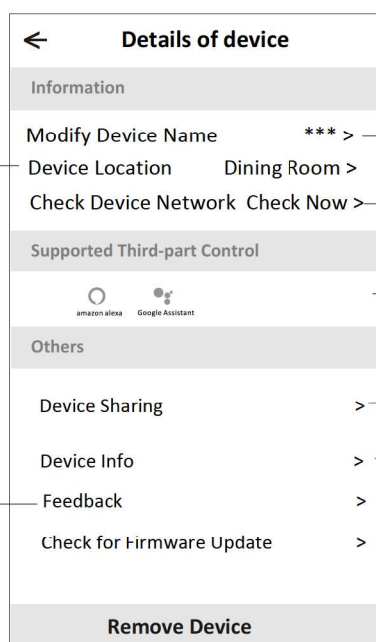 ← Details of device
Information
Modify Device Name *** >
Device Location Dining Room >
Check Device Network Check Now >
Supported Third-part Control
amazon alexa Google Assistant
Others
Device Sharing >
Device Info >
Feedback >
Check for Firmware Update >
Remove Device